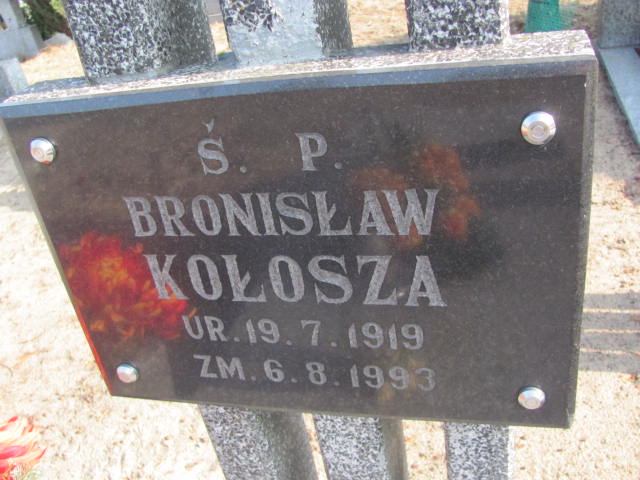 Ś. P.
BRONISŁAW
KOŁOSZA
UR. 19. 7. 1919
ZM. 6. 8. 1993